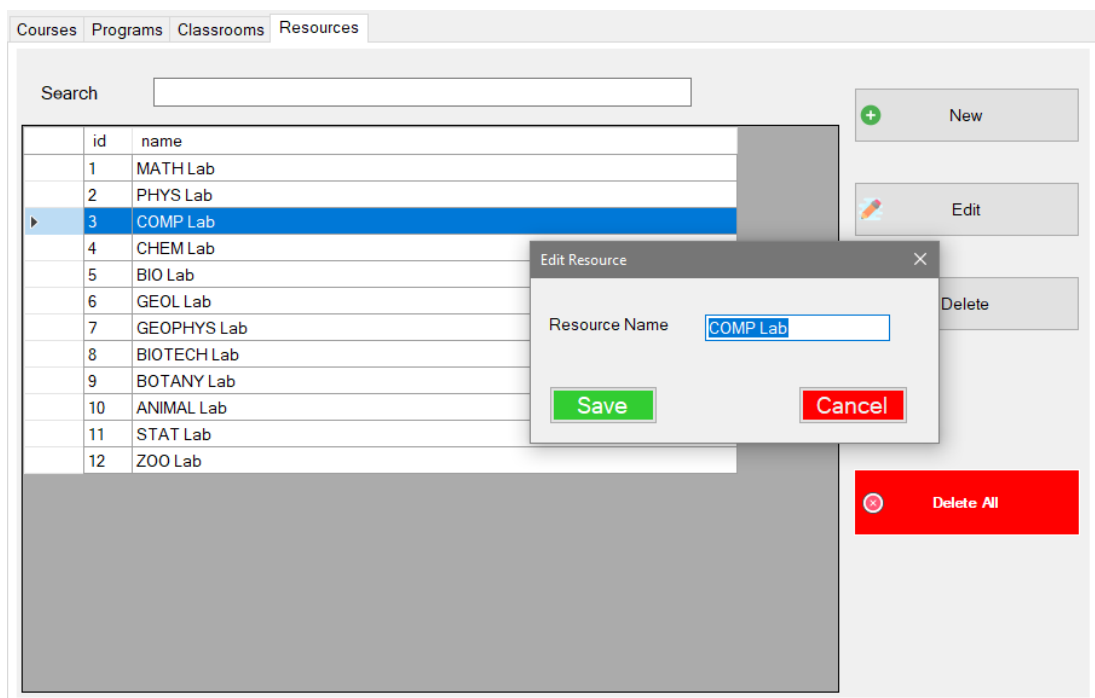 Courses Programs Classrooms Resources
Search
New
id name
1 MATH Lab
2 PHYS Lab
3 COMP Lab
Edit
4 CHEM Lab
5 BIO Lab
6 GEOL Lab
7 GEOPHYS Lab
8 BIOTECH Lab
9 BOTANY Lab
10 ANIMAL Lab
11 STAT Lab
12 ZOO Lab
Edit Resource
Resource Name COMP Lab
Save Cancel
Delete
Delete All